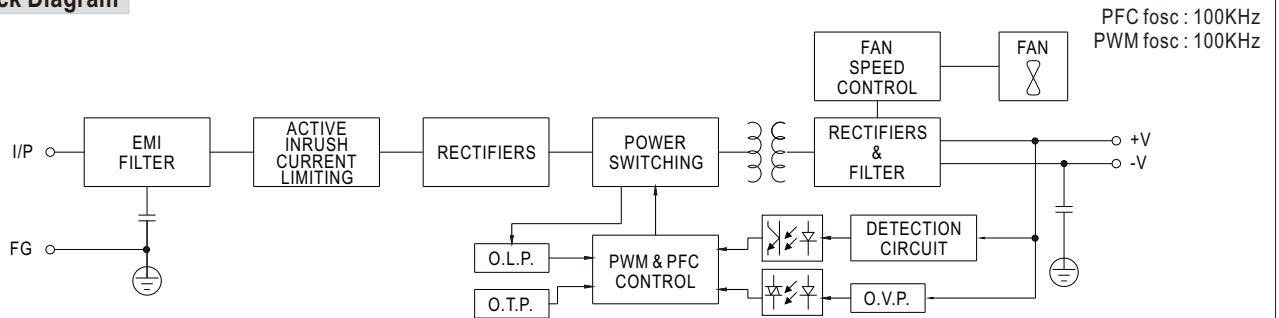 ck Diagram
PFC fosc : 100KHz
PWM fosc : 100KHz
FAN
SPEED
CONTROL
FAN
I/P
EMI
FILTER
ACTIVE
INRUSH
CURRENT
LIMITING
RECTIFIERS
POWER
SWITCHING
RECTIFIERS
&
FILTER
+V
-V
FG
O.L.P.
O.T.P.
PWM & PFC
CONTROL
DETECTION
CIRCUIT
O.V.P.